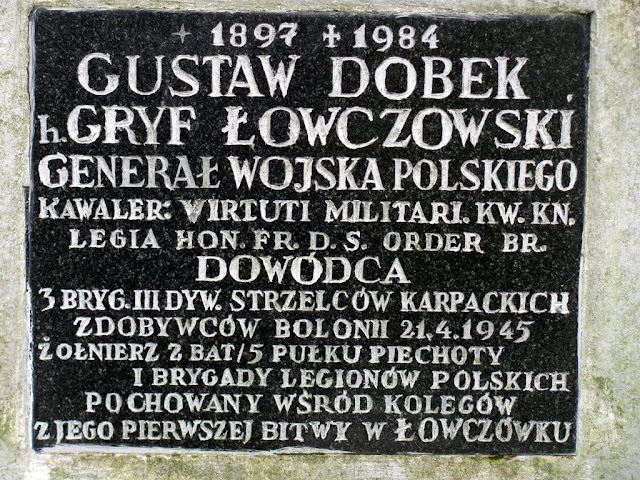 ✦ 1897 ✝ 1984
GUSTAW DOBEK
h. GRYF ŁOWCZOWSKI
GENERAŁ WOJSKA POLSKIEGO
KAWALER: VIRTUTI MILITARI. KW. KN.
LEGIA HON. FR. D. S. ORDER BR.
DOWÓDCA
3 BRYG. III DYW. STRZELCÓW KARPACKICH
ZDOBYWCÓW BOLONII 21.4.1945
ŻOŁNIERZ 2 BAT/5 PUŁKU PIECHOTY
I BRYGADY LEGIONÓW POLSKICH
POCHOWANY WŚRÓD KOLEGÓW
Z JEGO PIERWSZEJ BITWY W ŁOWCZÓWKU